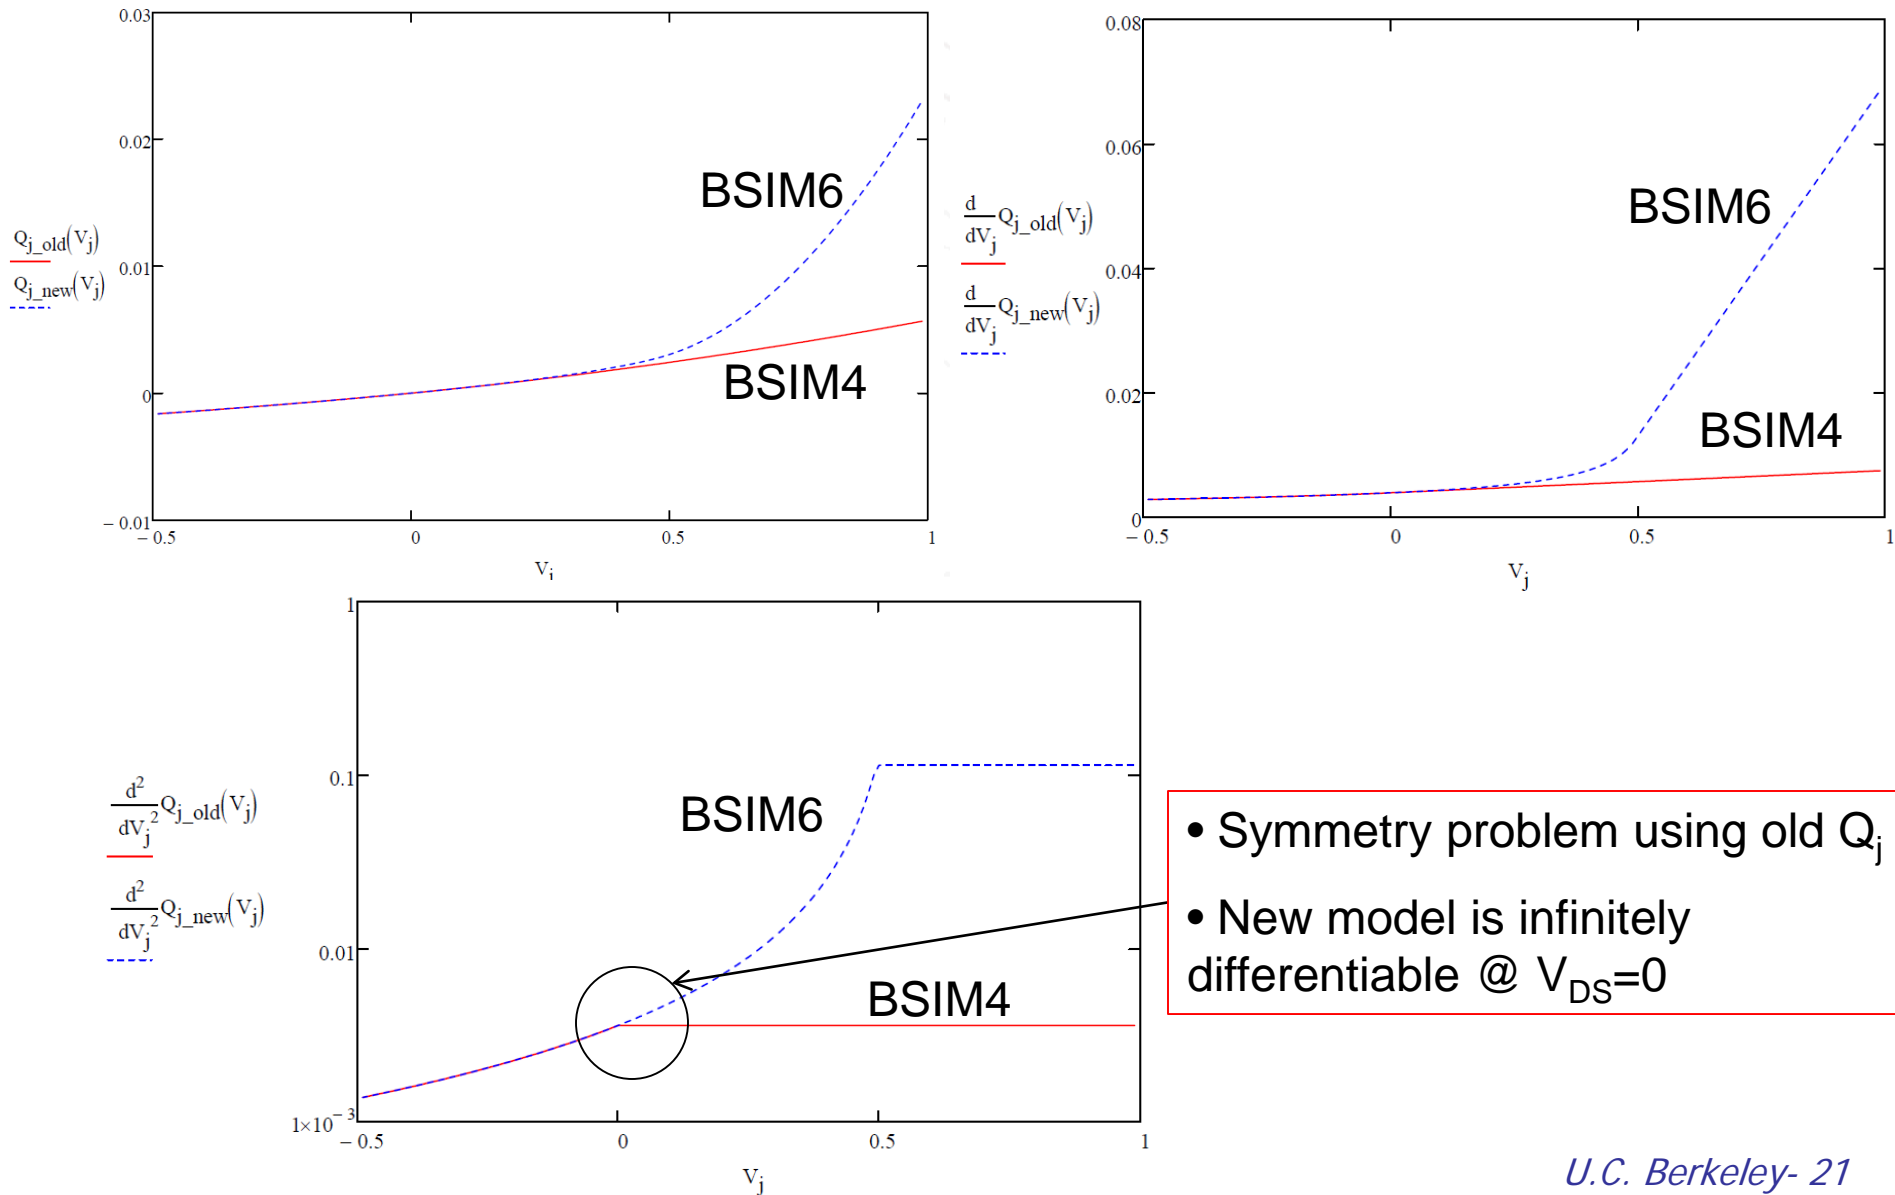 0.03
0.02
0.01
0
− 0.01
− 0.5
0
0.5
1
Vj
Qj_old(Vj)
Qj_new(Vj)
BSIM6
BSIM4
0.08
0.06
0.04
0.02
0
− 0.5
0
0.5
1
Vj
d/dVj Qj_old(Vj)
d/dVj Qj_new(Vj)
BSIM6
BSIM4
1
0.1
0.01
1×10^−3
− 0.5
0
0.5
1
Vj
d²/dVj² Qj_old(Vj)
d²/dVj² Qj_new(Vj)
BSIM6
BSIM4
• Symmetry problem using old Qj
• New model is infinitely
differentiable @ VDS=0
U.C. Berkeley- 21